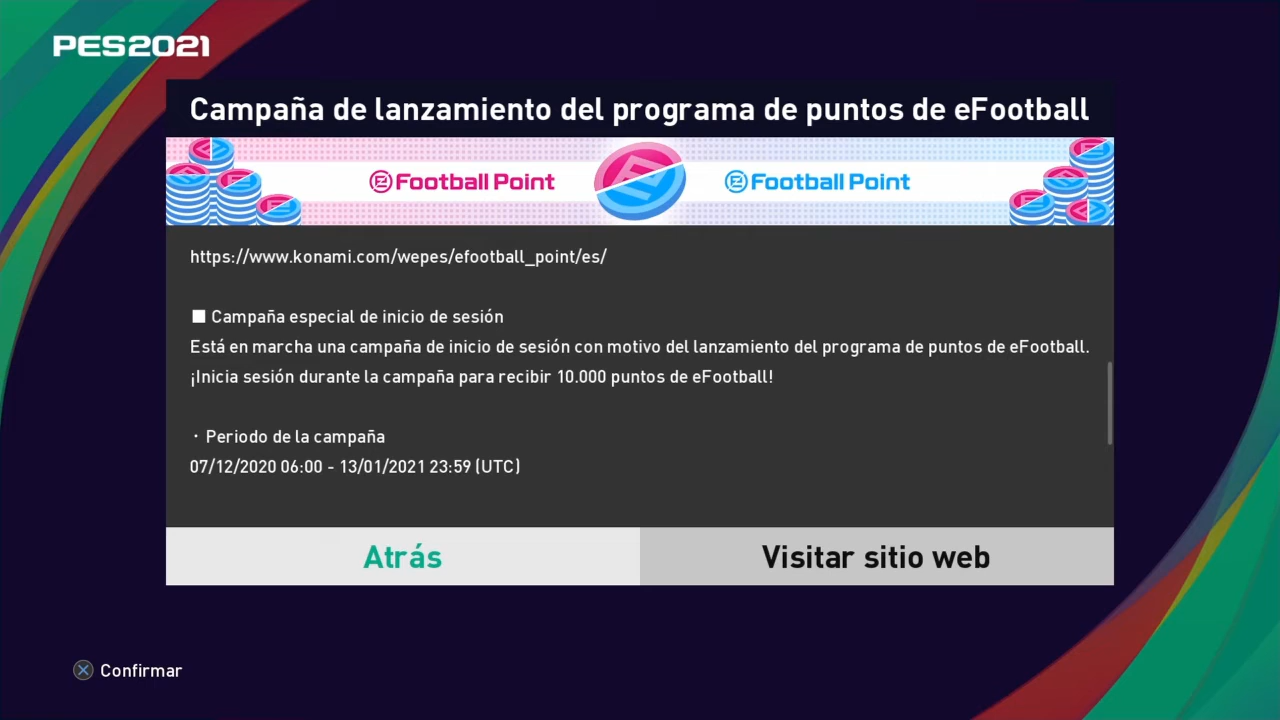 PES2021
Campaña de lanzamiento del programa de puntos de eFootball
Football Point
Football Point
https://www.konami.com/wepes/efootball_point/es/
■ Campaña especial de inicio de sesión
Está en marcha una campaña de inicio de sesión con motivo del lanzamiento del programa de puntos de eFootball.
¡Inicia sesión durante la campaña para recibir 10.000 puntos de eFootball!
・Periodo de la campaña
07/12/2020 06:00 - 13/01/2021 23:59 (UTC)
Atrás
Visitar sitio web
Confirmar